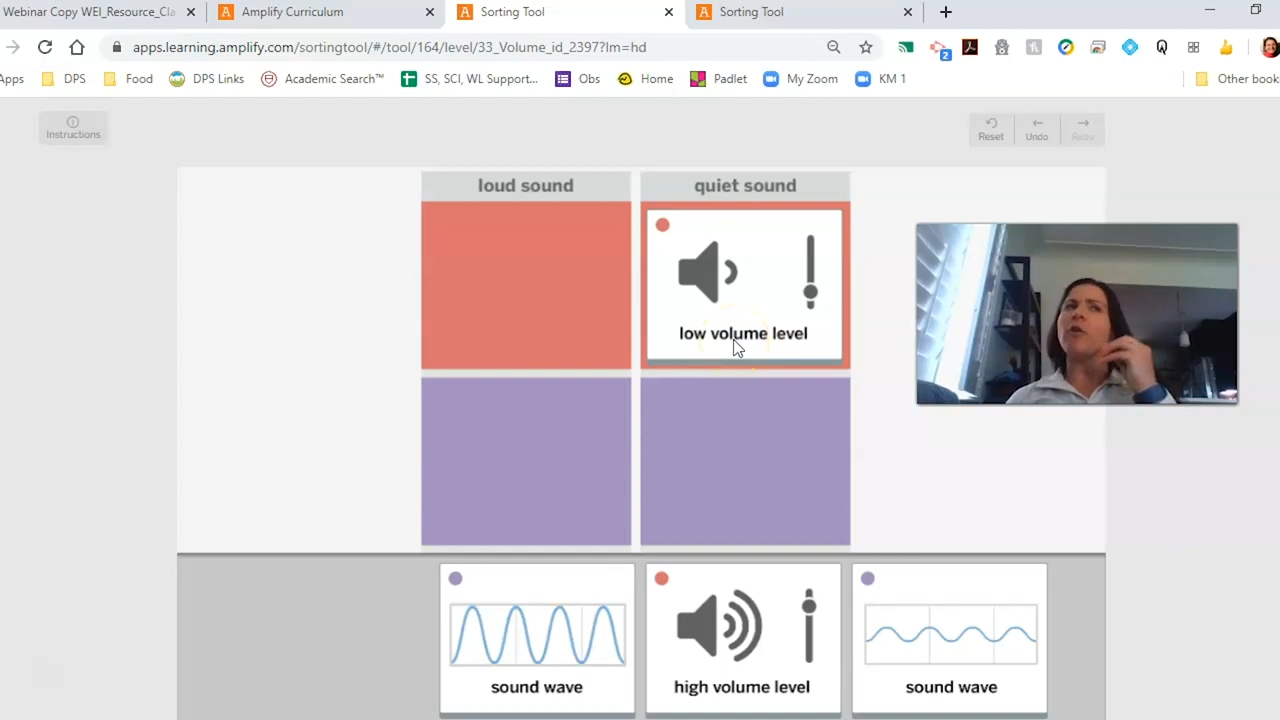 Webinar Copy WEI_Resource_Cla
Amplify Curriculum
Sorting Tool
Sorting Tool
apps.learning.amplify.com/sortingtool/#/tool/164/level/33_Volume_id_2397?lm=hd
2
Apps
DPS
Food
DPS Links
Academic Search™
SS, SCI, WL Support...
Obs
Home
Padlet
My Zoom
KM 1
Other book
Instructions
Reset
Undo
Redo
loud sound
quiet sound
low volume level
sound wave
high volume level
sound wave